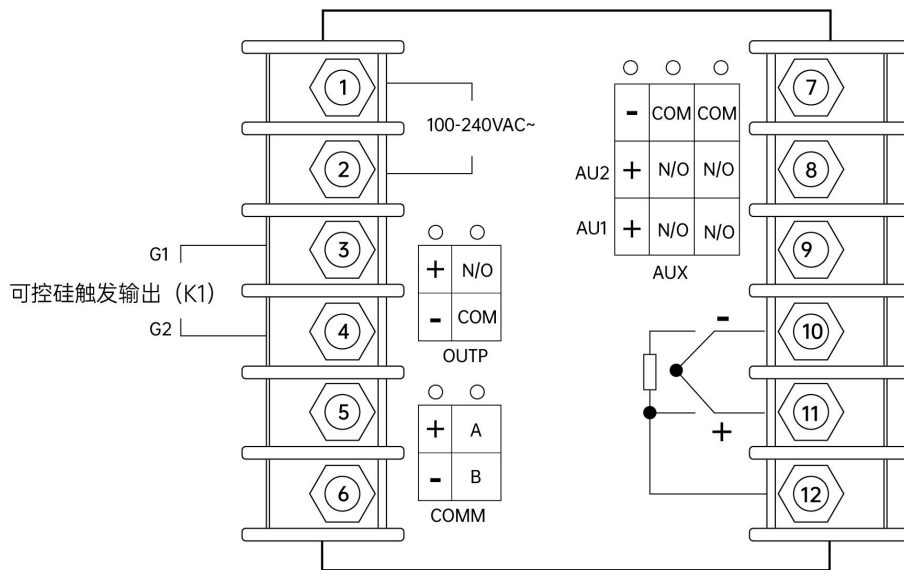 1
7
100-240VAC~
- COM COM
2
8
AU2 + N/O N/O
AU1 + N/O N/O
AUX
3
9
G1
可控硅触发输出（K1）
G2
+ N/O
- COM
OUTP
4
10
-
5
11
+
+ A
- B
COMM
6
12